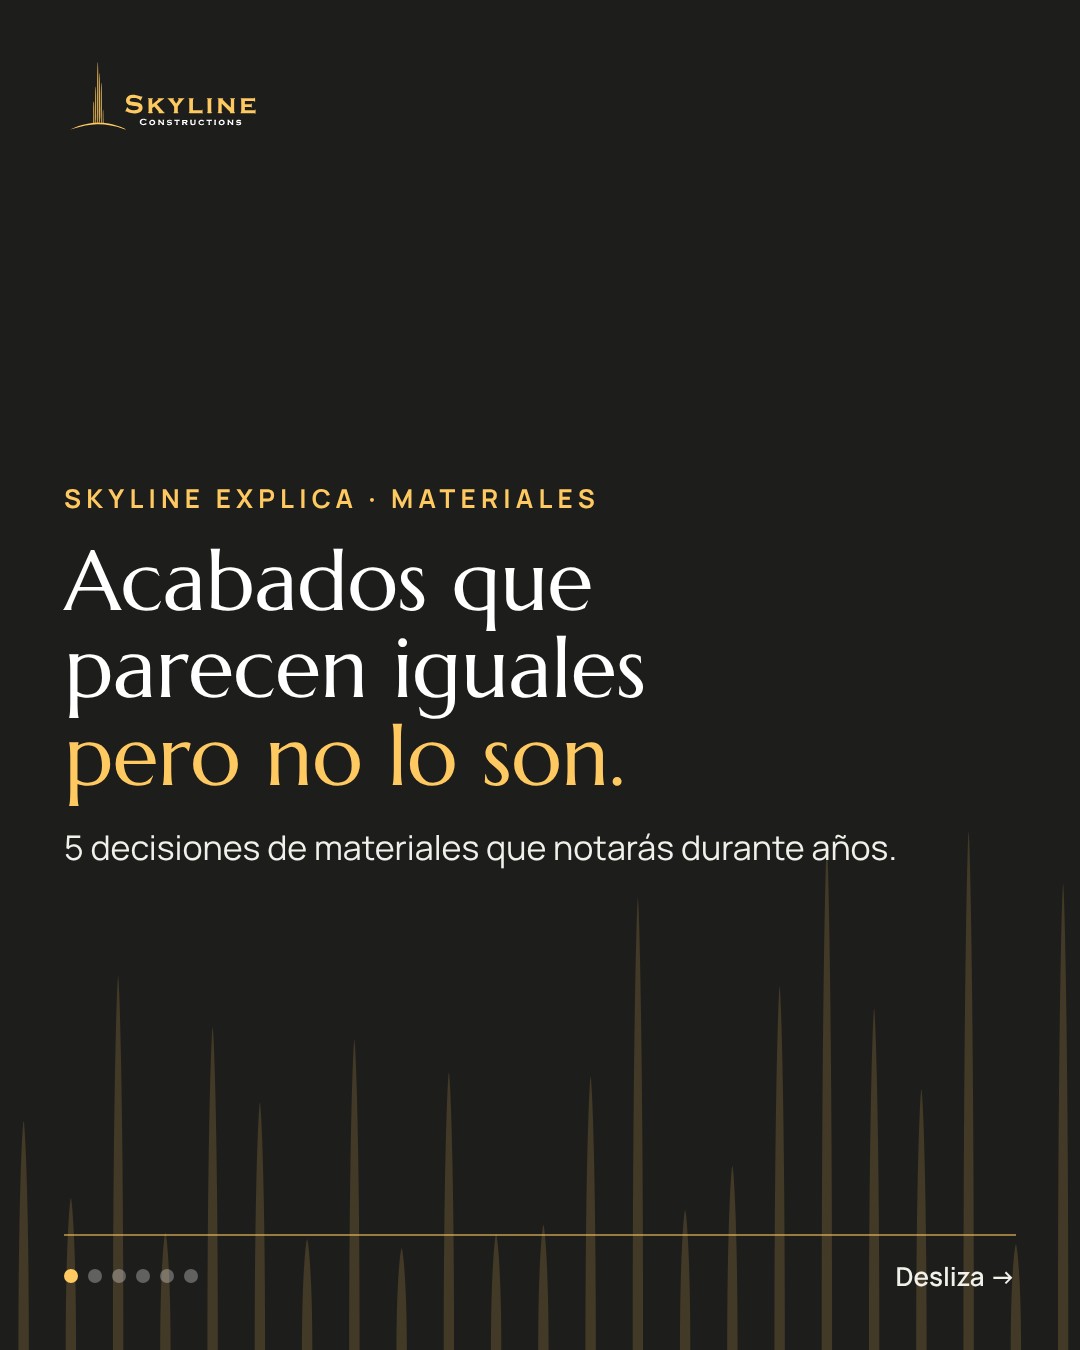 SKYLINE
CONSTRUCTIONS
SKYLINE EXPLICA · MATERIALES
Acabados que
parecen iguales
pero no lo son.
5 decisiones de materiales que notarás durante años.
Desliza →